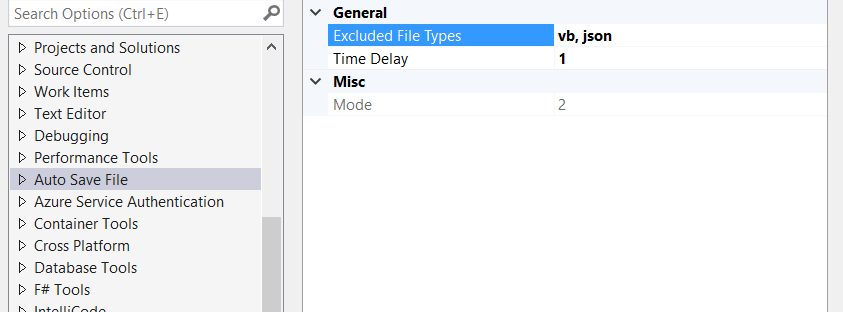 Search Options (Ctrl+E)
Projects and Solutions
Source Control
Work Items
Text Editor
Debugging
Performance Tools
Auto Save File
Azure Service Authentication
Container Tools
Cross Platform
Database Tools
F# Tools
IntelliCode
General
Excluded File Types vb, json
Time Delay 1
Misc
Mode 2